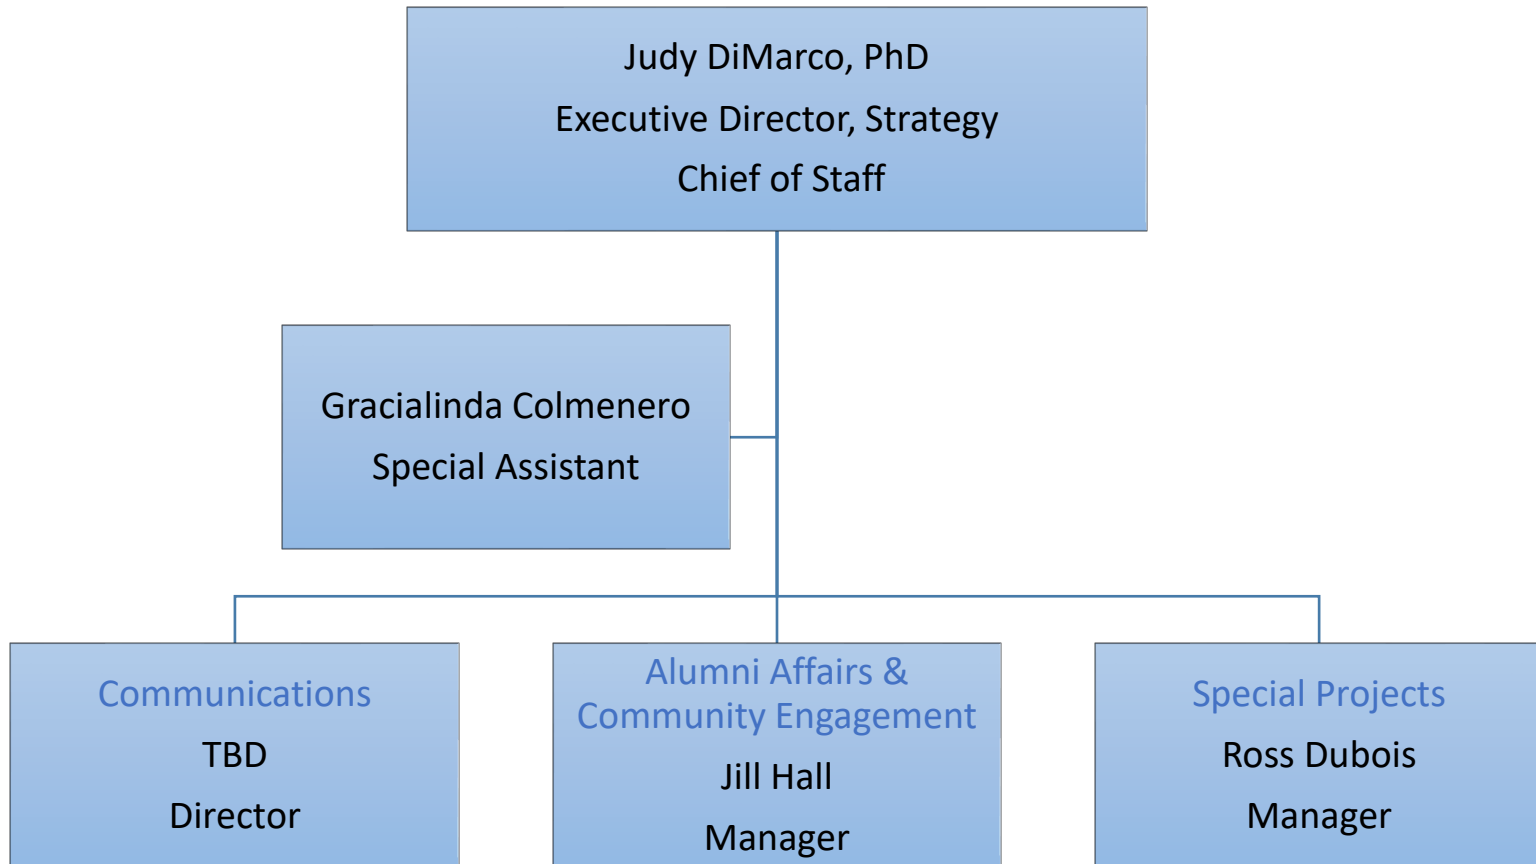 Judy DiMarco, PhD
Executive Director, Strategy
Chief of Staff
Gracialinda Colmenero
Special Assistant
Communications
TBD
Director
Alumni Affairs &
Community Engagement
Jill Hall
Manager
Special Projects
Ross Dubois
Manager